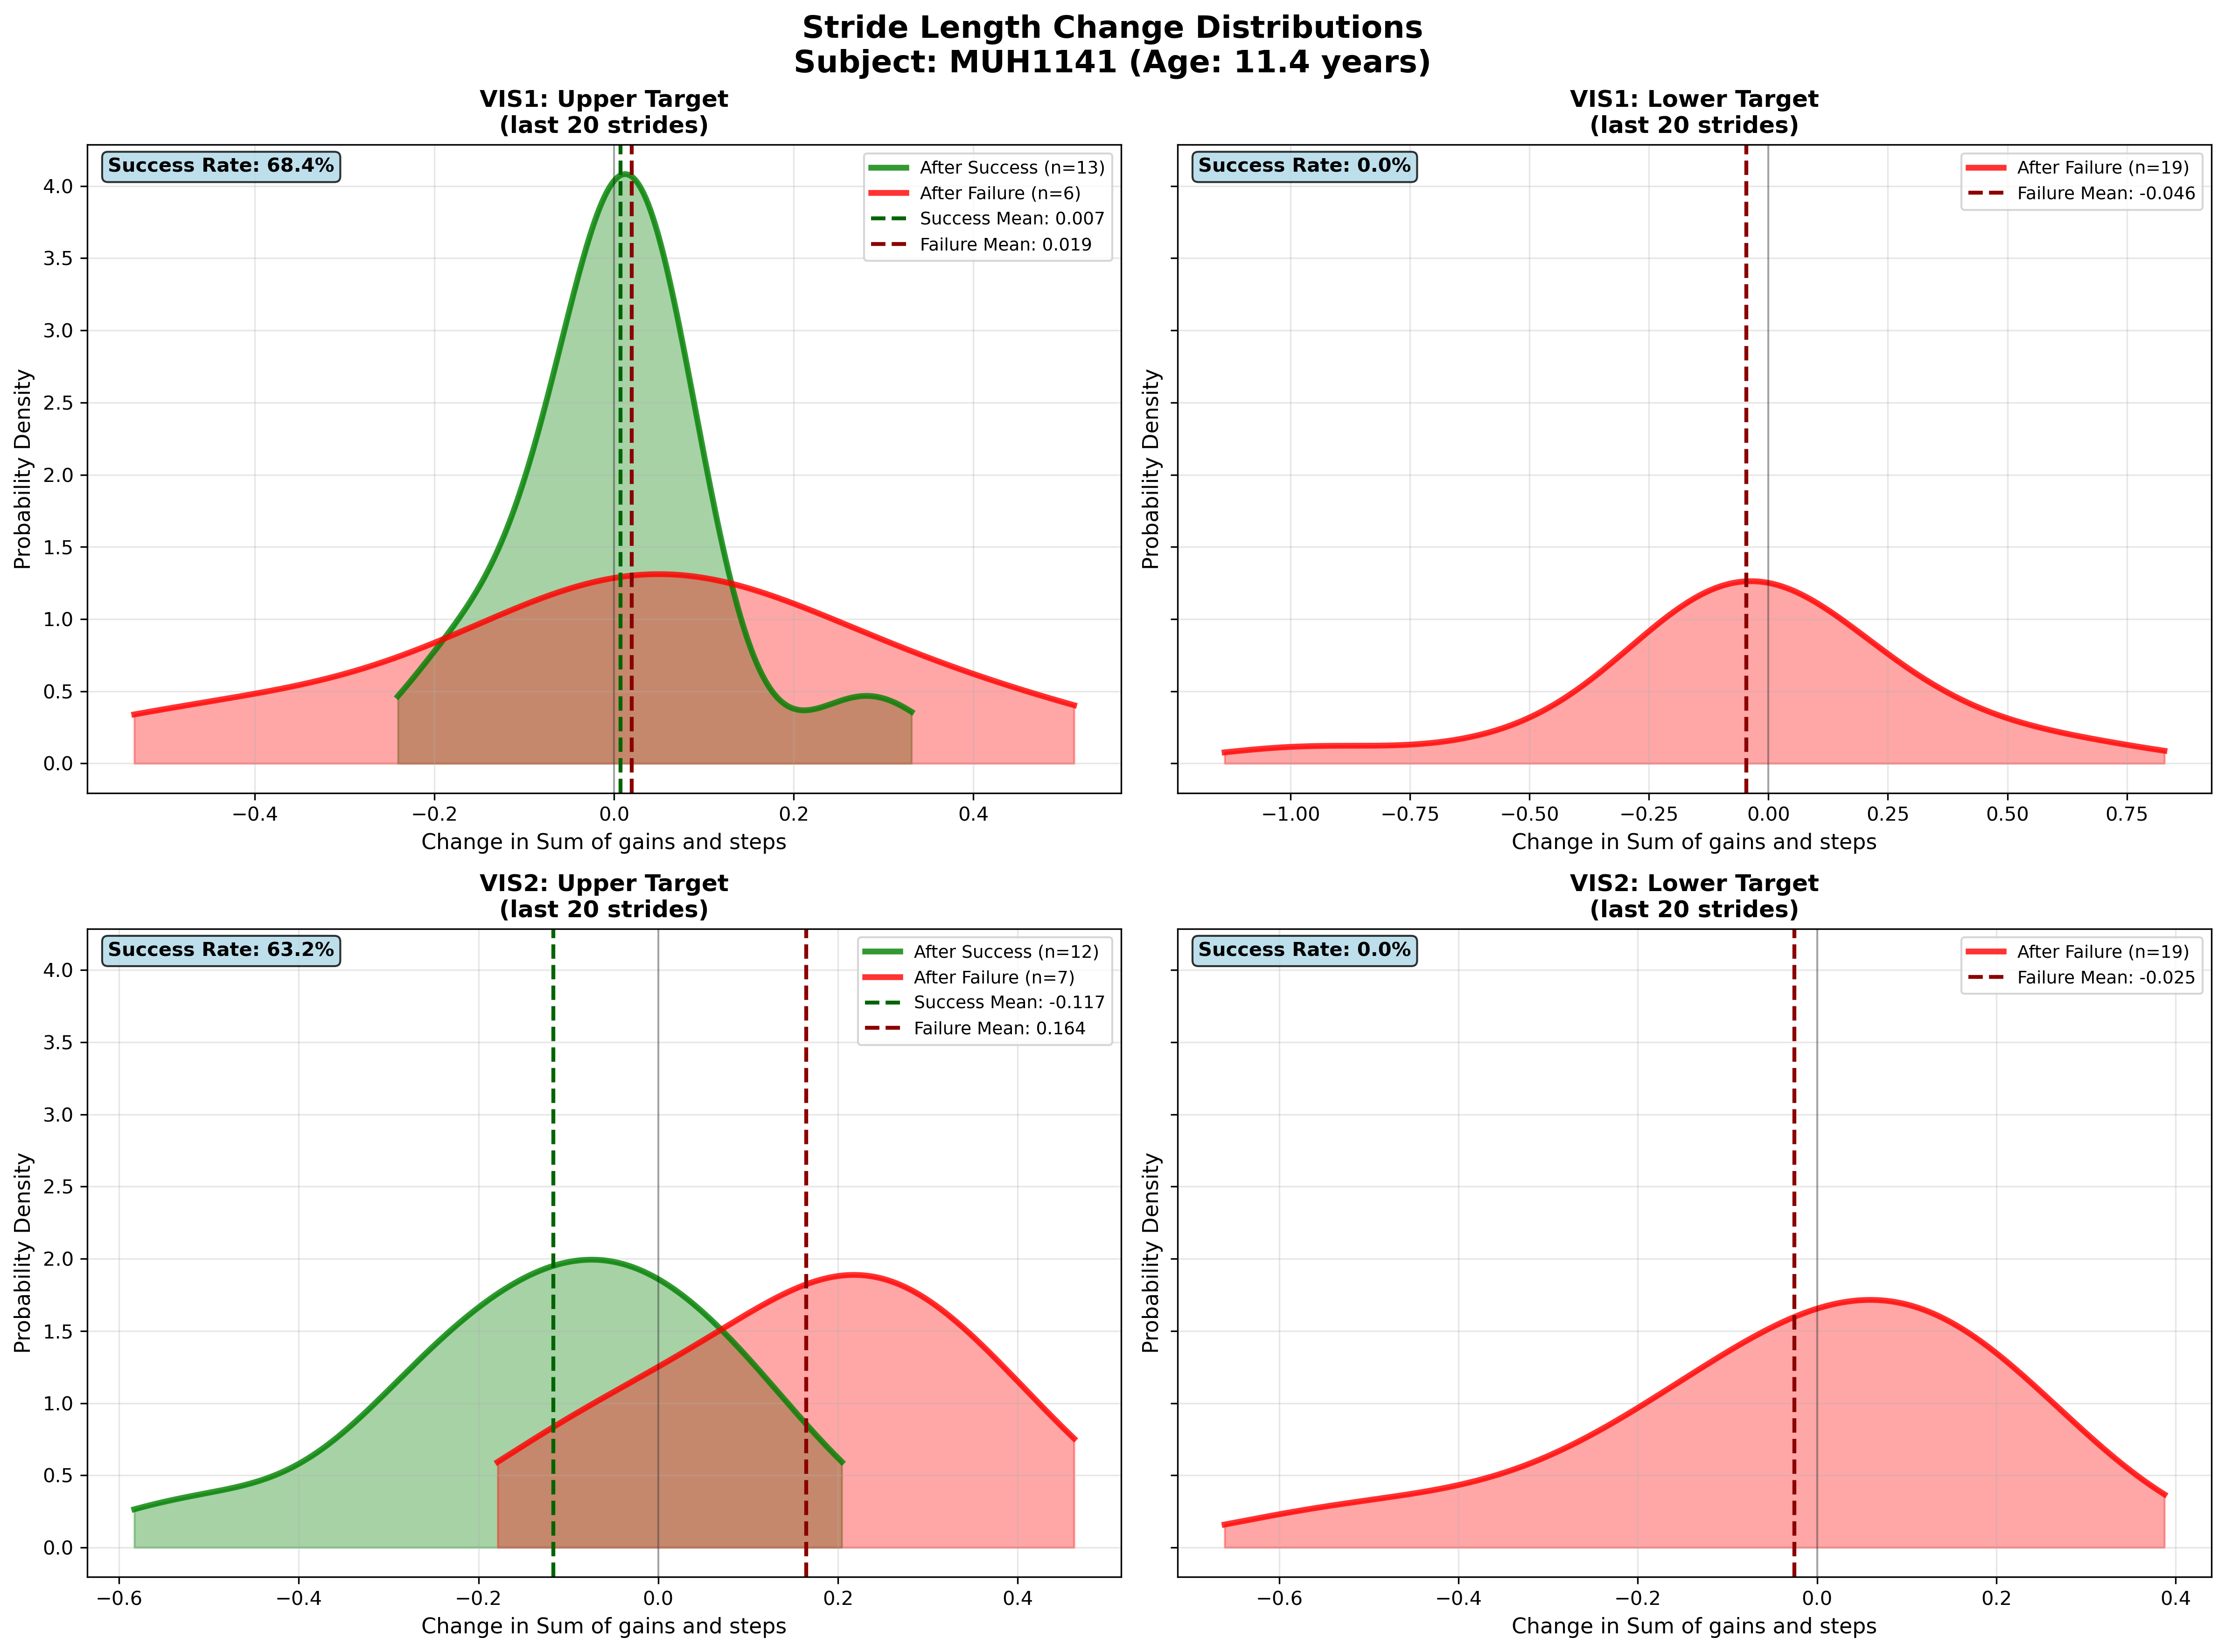 Stride Length Change Distributions
Subject: MUH1141 (Age: 11.4 years)
VIS1: Upper Target
(last 20 strides)
Success Rate: 68.4%
After Success (n=13)
After Failure (n=6)
Success Mean: 0.007
Failure Mean: 0.019
Probability Density
4.0
3.5
3.0
2.5
2.0
1.5
1.0
0.5
0.0
−0.4
−0.2
0.0
0.2
0.4
Change in Sum of gains and steps
VIS1: Lower Target
(last 20 strides)
Success Rate: 0.0%
After Failure (n=19)
Failure Mean: -0.046
Probability Density
−1.00
−0.75
−0.50
−0.25
0.00
0.25
0.50
0.75
Change in Sum of gains and steps
VIS2: Upper Target
(last 20 strides)
Success Rate: 63.2%
After Success (n=12)
After Failure (n=7)
Success Mean: -0.117
Failure Mean: 0.164
Probability Density
4.0
3.5
3.0
2.5
2.0
1.5
1.0
0.5
0.0
−0.6
−0.4
−0.2
0.0
0.2
0.4
Change in Sum of gains and steps
VIS2: Lower Target
(last 20 strides)
Success Rate: 0.0%
After Failure (n=19)
Failure Mean: -0.025
Probability Density
−0.6
−0.4
−0.2
0.0
0.2
0.4
Change in Sum of gains and steps